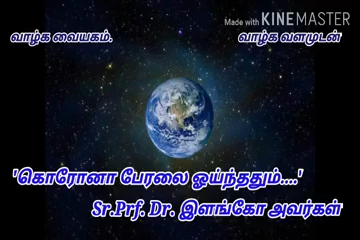 Made with KINEMASTER
வாழ்க வையகம். வாழ்க வளமுடன்
'கொரோனா பேரலை ஓய்ந்ததும்....'
Sr.Prf. Dr. இளங்கோ அவர்கள்